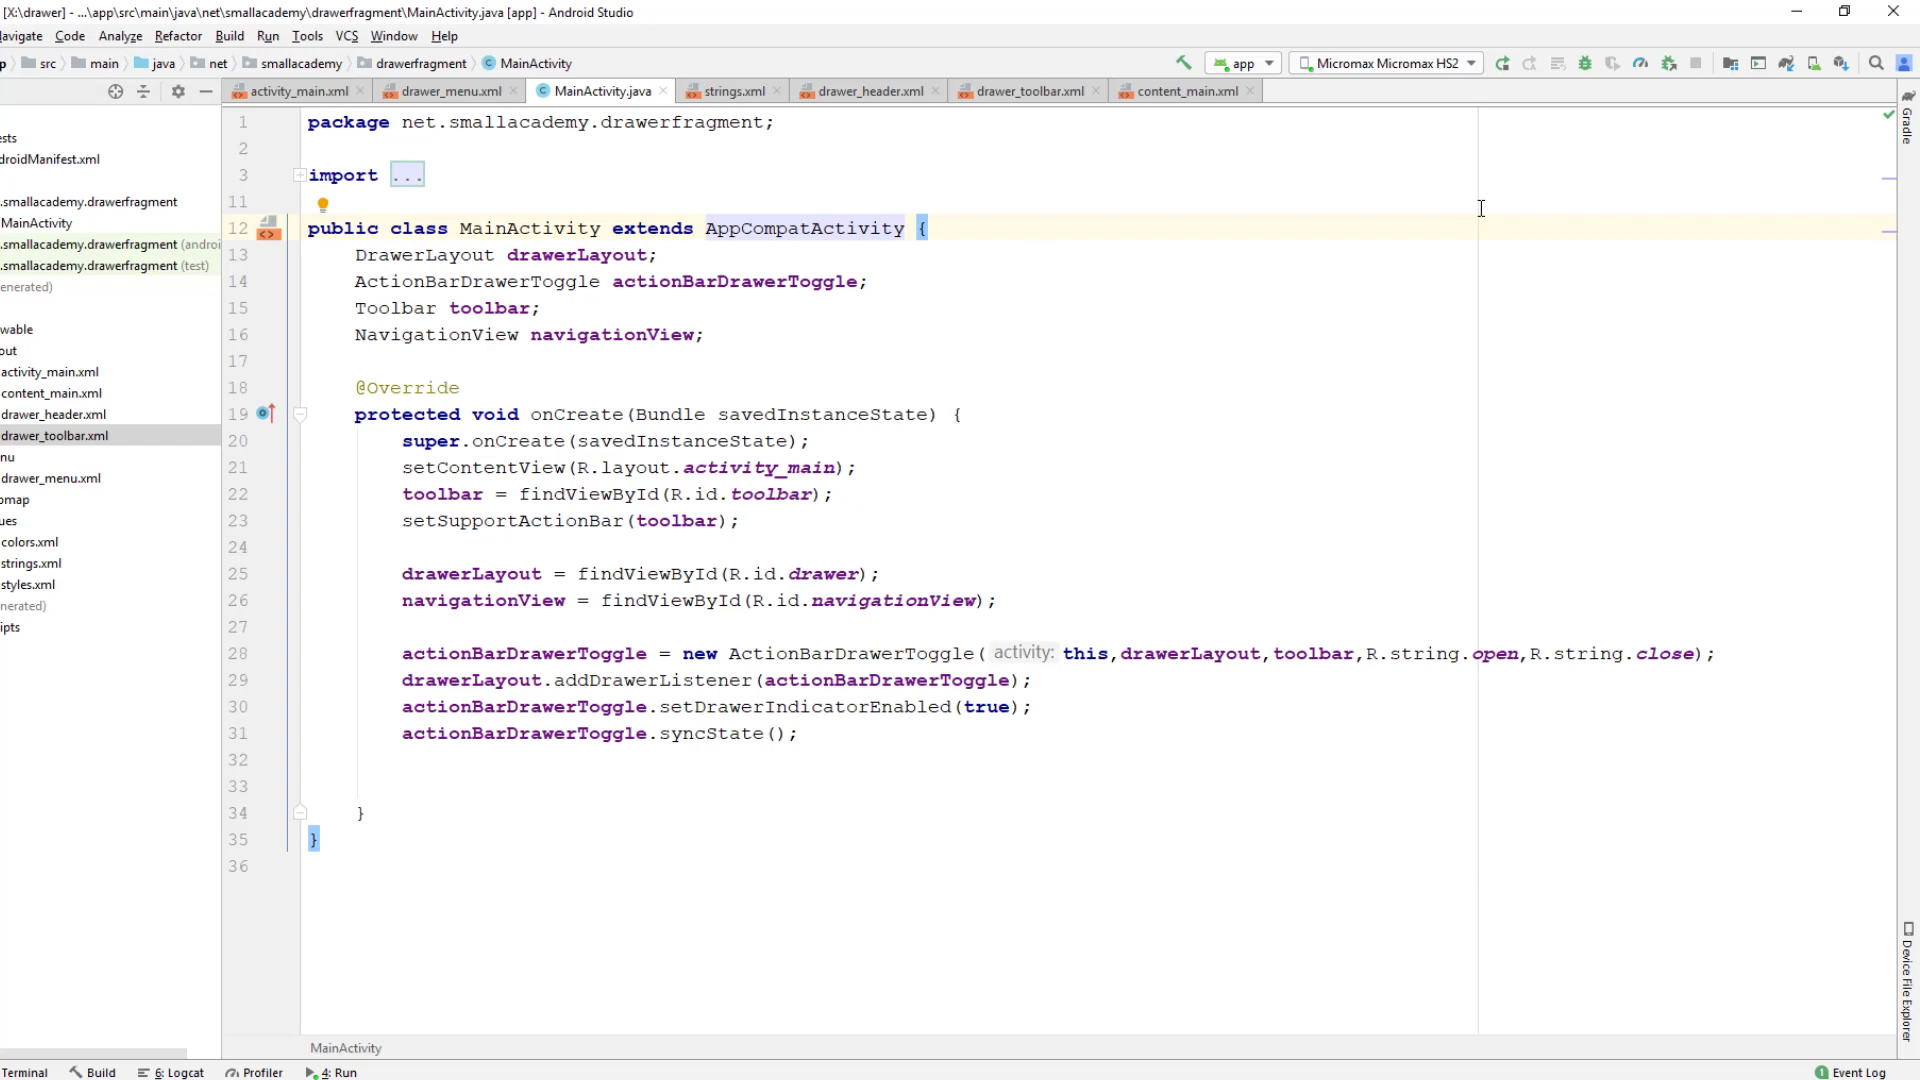 [X:\drawer] - ...\app\src\main\java\net\smallacademy\drawerfragment\MainActivity.java [app] - Android Studio
avigate Code Analyze Refactor Build Run Tools VCS Window Help
p src main java net smallacademy drawerfragment MainActivity app Micromax Micromax HS2
activity_main.xml drawer_menu.xml MainActivity.java strings.xml drawer_header.xml drawer_toolbar.xml content_main.xml
ests
droidManifest.xml
.smallacademy.drawerfragment
MainActivity
.smallacademy.drawerfragment (androi
.smallacademy.drawerfragment (test)
enerated)
wable
out
activity_main.xml
content_main.xml
drawer_header.xml
drawer_toolbar.xml
nu
drawer_menu.xml
omap
ues
colors.xml
strings.xml
styles.xml
nerated)
ipts
1 package net.smallacademy.drawerfragment;
2
3 import ...
11
12 public class MainActivity extends AppCompatActivity {
13 DrawerLayout drawerLayout;
14 ActionBarDrawerToggle actionBarDrawerToggle;
15 Toolbar toolbar;
16 NavigationView navigationView;
17
18 @Override
19 protected void onCreate(Bundle savedInstanceState) {
20 super.onCreate(savedInstanceState);
21 setContentView(R.layout.activity_main);
22 toolbar = findViewById(R.id.toolbar);
23 setSupportActionBar(toolbar);
24
25 drawerLayout = findViewById(R.id.drawer);
26 navigationView = findViewById(R.id.navigationView);
27
28 actionBarDrawerToggle = new ActionBarDrawerToggle( activity: this,drawerLayout,toolbar,R.string.open,R.string.close);
29 drawerLayout.addDrawerListener(actionBarDrawerToggle);
30 actionBarDrawerToggle.setDrawerIndicatorEnabled(true);
31 actionBarDrawerToggle.syncState();
32
33
34 }
35 }
36
Gradle
Device File Explorer
MainActivity
Terminal Build 6: Logcat Profiler 4: Run 1 Event Log